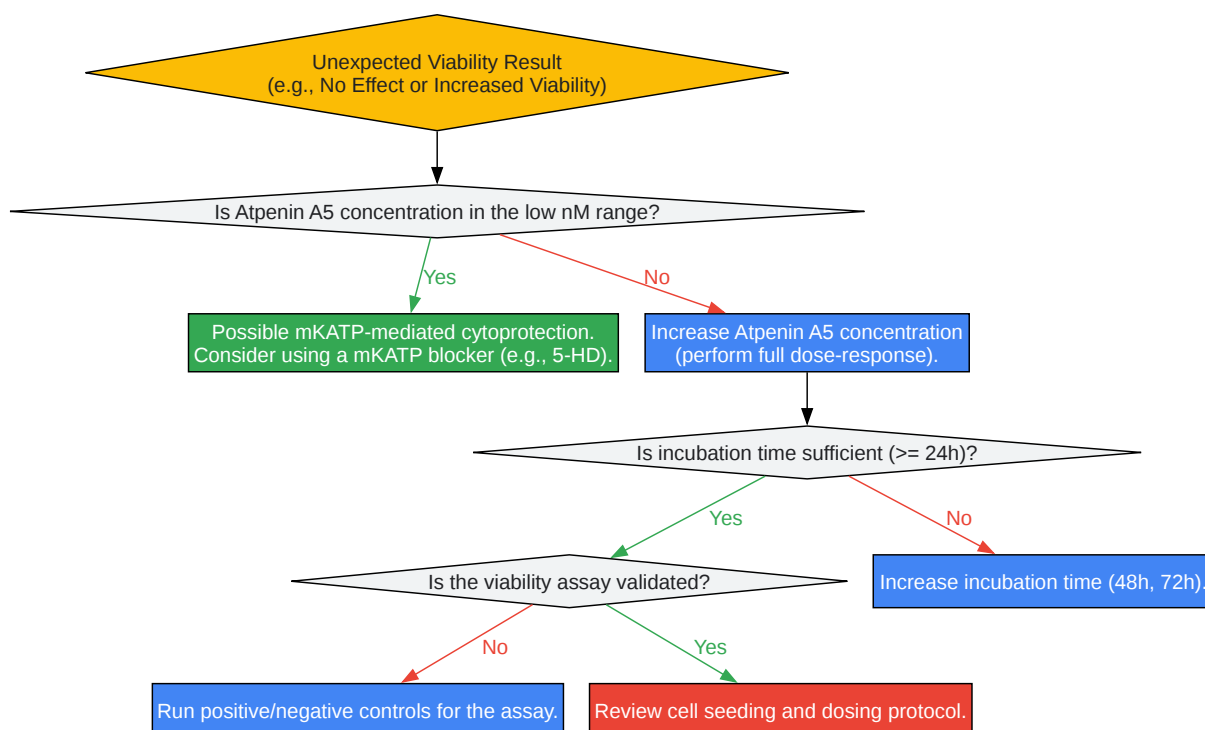 Unexpected Viability Result
(e.g., No Effect or Increased Viability)
Is Atpenin A5 concentration in the low nM range?
Yes
No
Possible mKATP-mediated cytoprotection.
Consider using a mKATP blocker (e.g., 5-HD).
Increase Atpenin A5 concentration
(perform full dose-response).
Is incubation time sufficient (>= 24h)?
Yes
No
Is the viability assay validated?
Increase incubation time (48h, 72h).
No
Yes
Run positive/negative controls for the assay.
Review cell seeding and dosing protocol.